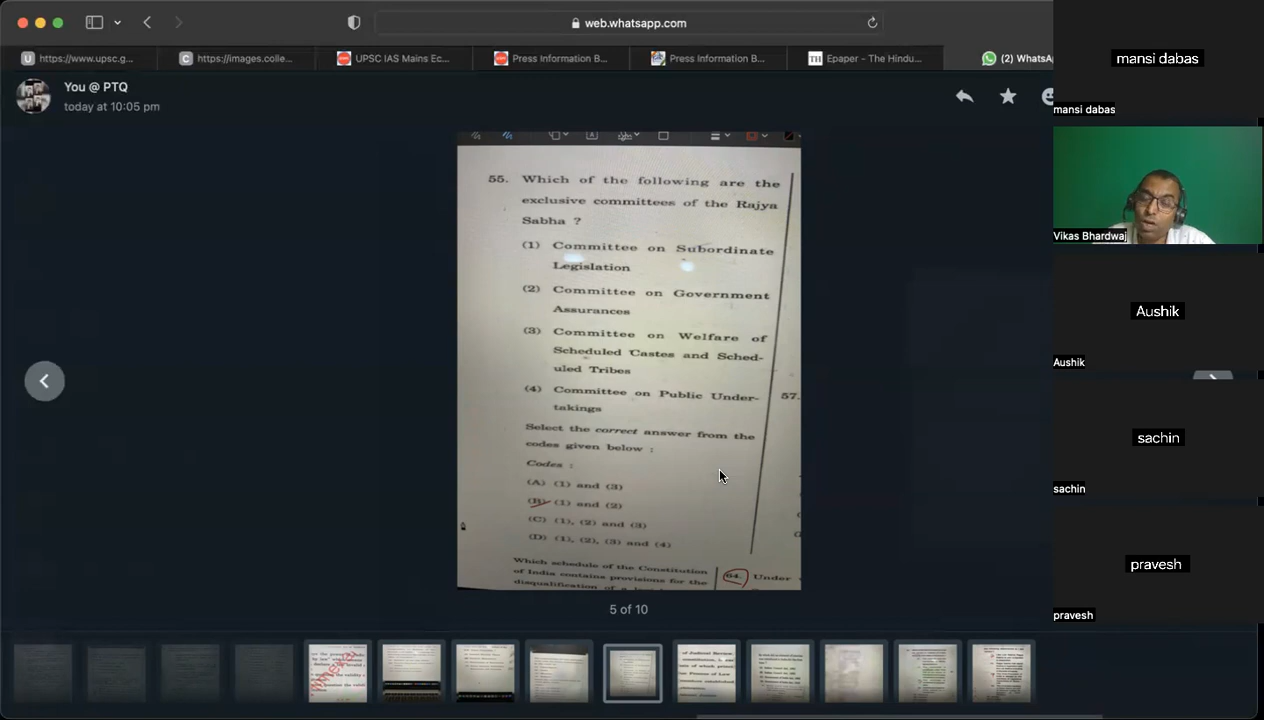 web.whatsapp.com
https://www.upsc.g...
https://images.colle...
UPSC IAS Mains Ec...
Press Information B...
Press Information B...
Epaper - The Hindu...
(2) WhatsAp
You @ PTQ
today at 10:05 pm
55. Which of the following are the
exclusive committees of the Rajya
Sabha ?
(1) Committee on Subordinate
Legislation
(2) Committee on Government
Assurances
(3) Committee on Welfare of
Scheduled Castes and Sched-
uled Tribes
(4) Committee on Public Under-
takings
57.
Select the correct answer from the
codes given below :
Codes :
(A) (1) and (3)
(B) (1) and (2)
(C) (1), (2) and (3)
(D) (1), (2), (3) and (4)
Which schedule of the Constitution
of India contains provisions for the
64. Under
5 of 10
mansi dabas
mansi dabas
Vikas Bhardwaj
Aushik
Aushik
sachin
sachin
pravesh
pravesh